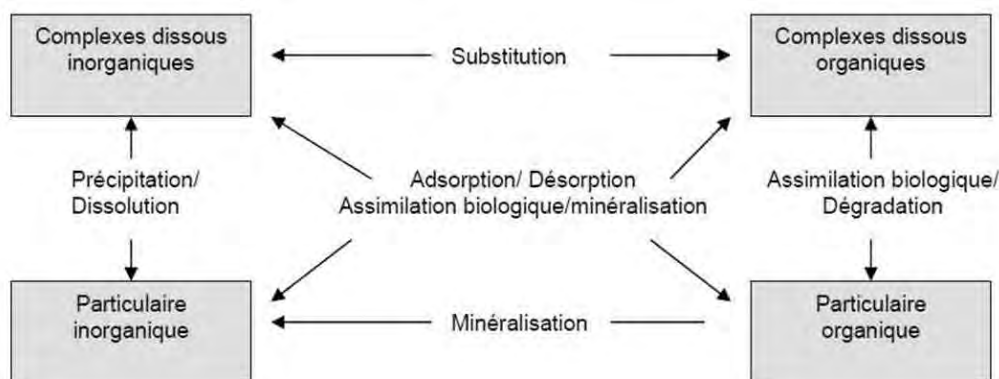 Complexes dissous
inorganiques
Substitution
Complexes dissous
organiques
Précipitation/
Dissolution
Adsorption/ Désorption
Assimilation biologique/minéralisation
Assimilation biologique/
Dégradation
Particulaire
inorganique
Minéralisation
Particulaire
organique